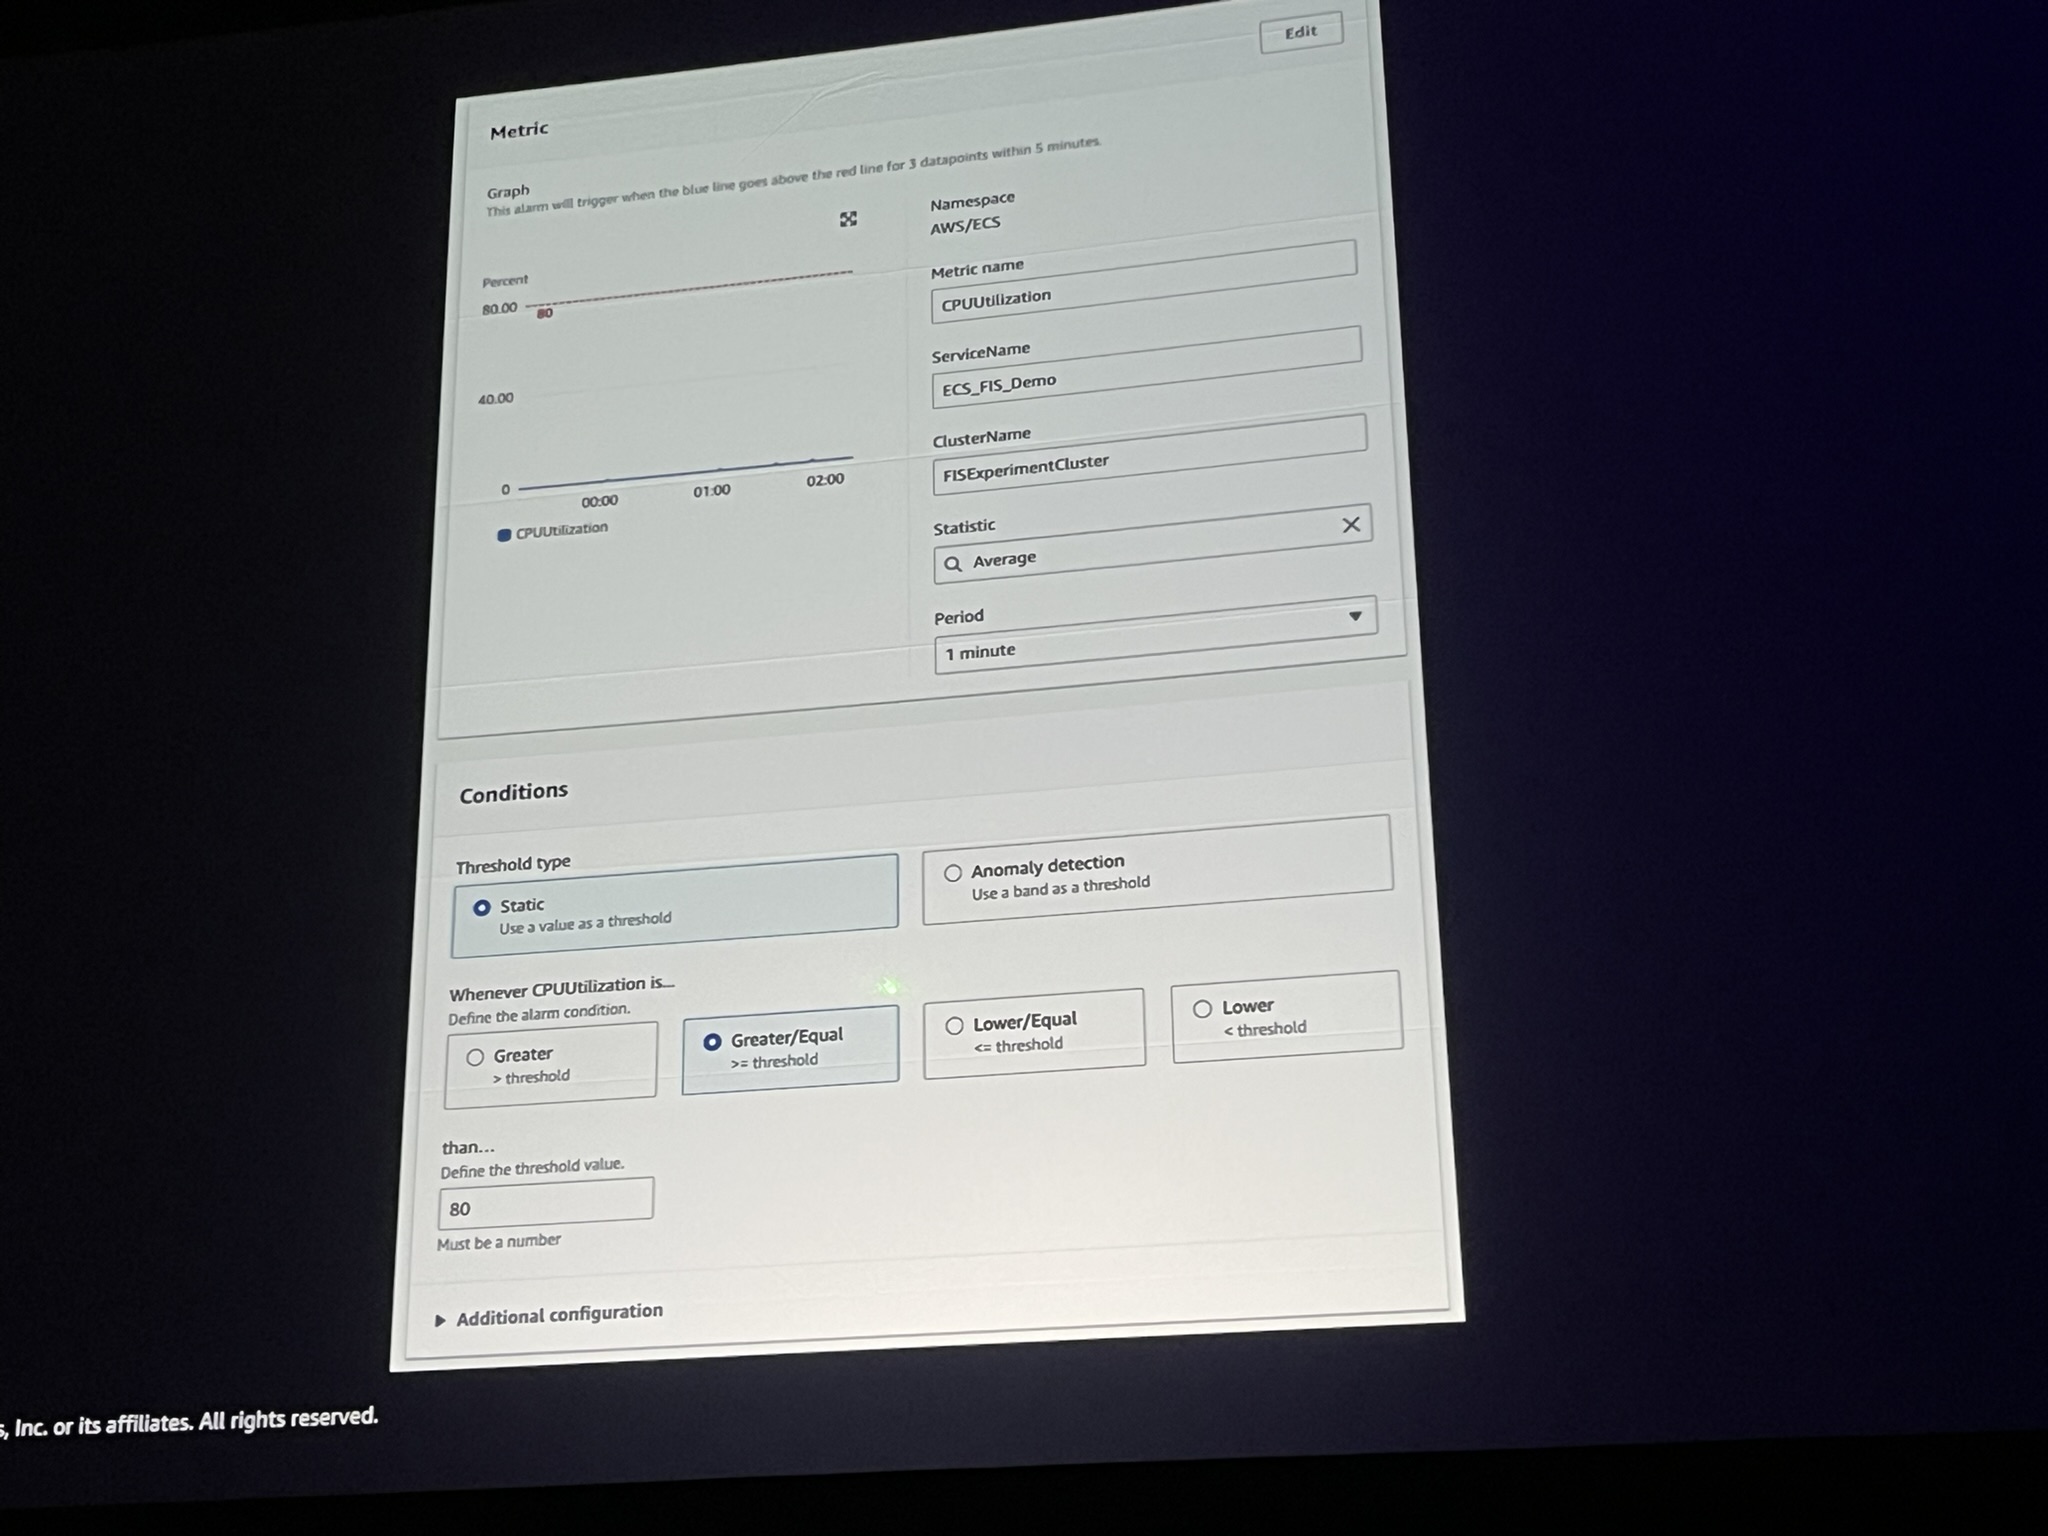 Edit
Metric
Graph
This alarm will trigger when the blue line goes above the red line for 3 datapoints within 5 minutes.
Percent
80.00
80
40.00
0
00:00
01:00
02:00
CPUUtilization
Namespace
AWS/ECS
Metric name
CPUUtilization
ServiceName
ECS_FIS_Demo
ClusterName
FISExperimentCluster
Statistic
Average
Period
1 minute
Conditions
Threshold type
Static
Use a value as a threshold
Anomaly detection
Use a band as a threshold
Whenever CPUUtilization is...
Define the alarm condition.
Greater
> threshold
Greater/Equal
>= threshold
Lower/Equal
<= threshold
Lower
< threshold
than...
Define the threshold value.
80
Must be a number
Additional configuration
, Inc. or its affiliates. All rights reserved.